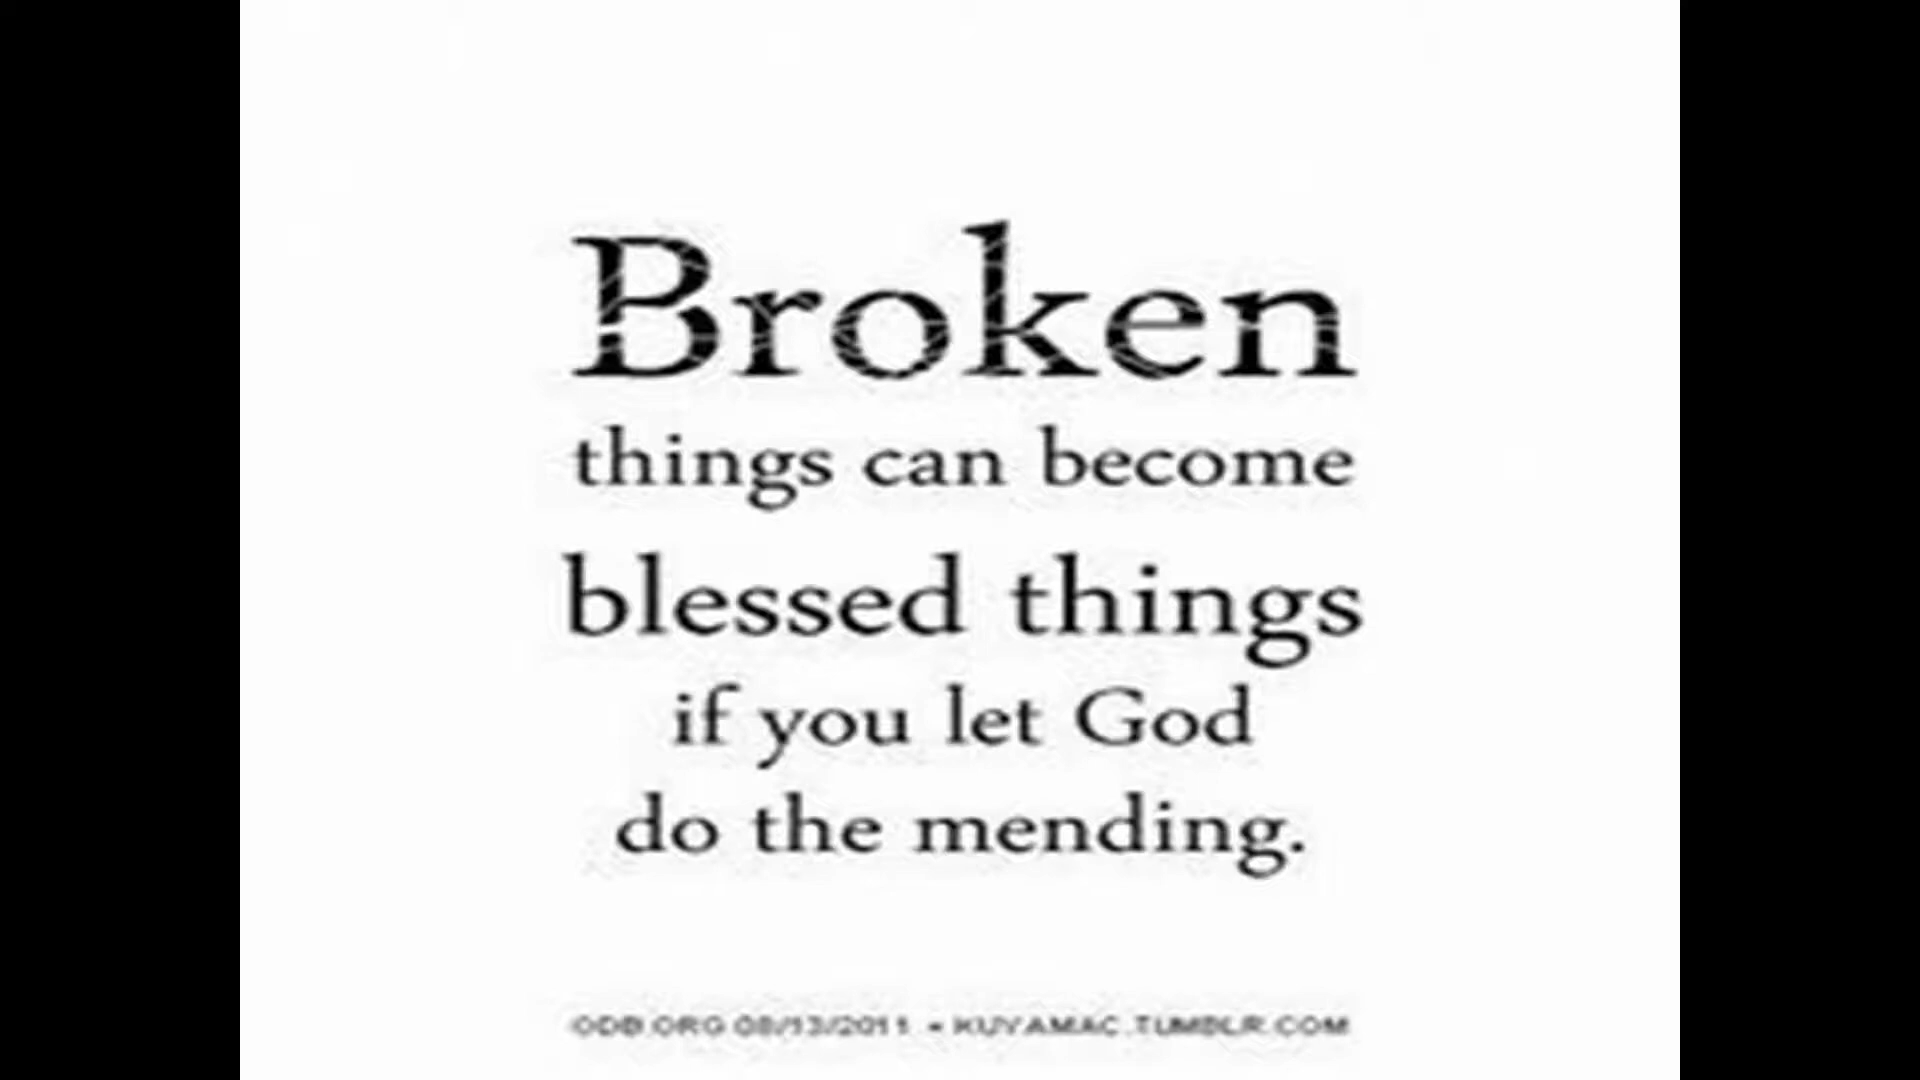 Broken
things can become
blessed things
if you let God
do the mending.
ODB.ORG 08/13/2011 • KUYAMAC.TUMBLR.COM